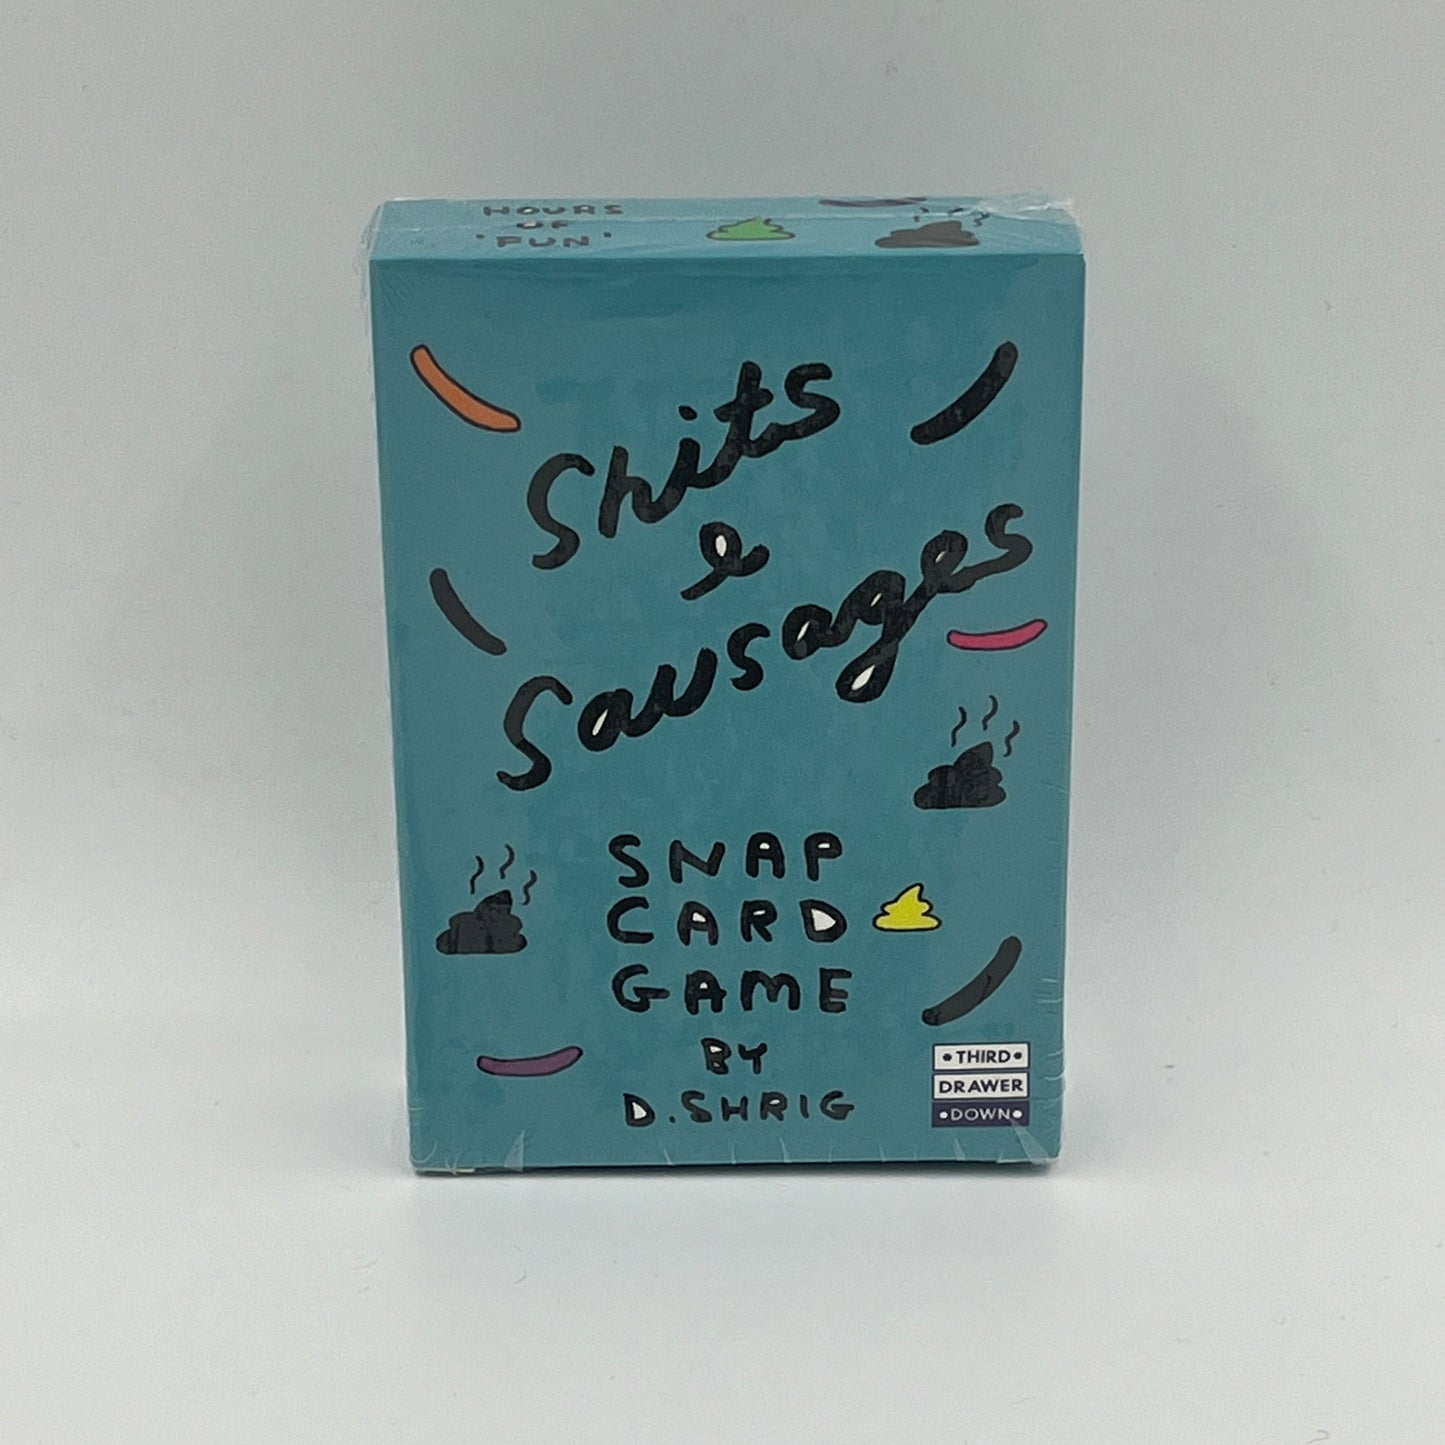 HOURS
OF
'FUN'
Shits
e
Sausages
SNAP
CARD
GAME
BY
D.SHRIG
•THIRD•
DRAWER
•DOWN•